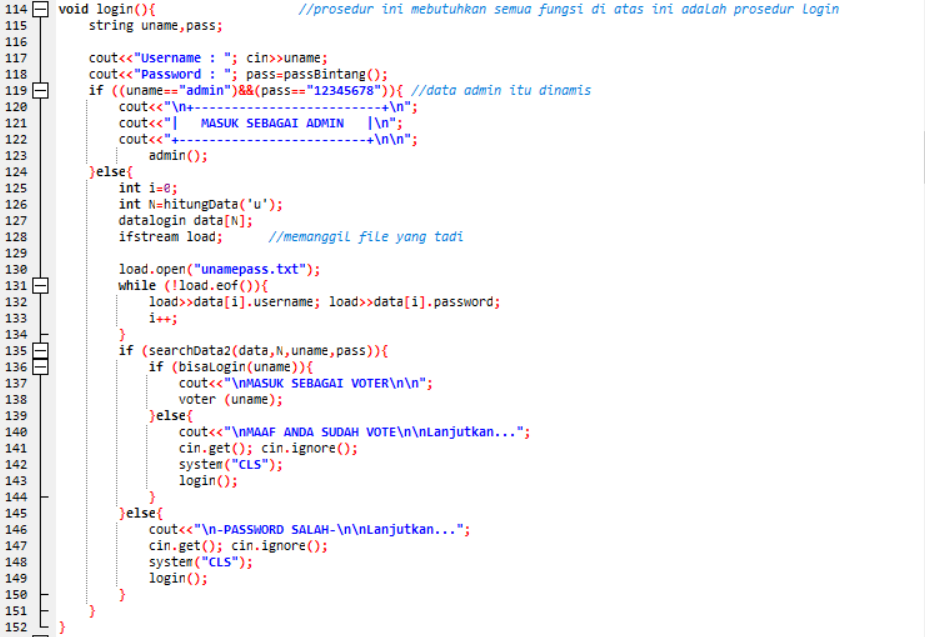 114 void login(){ //prosedur ini mebutuhkan semua fungsi di atas ini adalah prosedur login
115 string uname,pass;
116
117 cout<<"Username : "; cin>>uname;
118 cout<<"Password : "; pass=passBintang();
119 if ((uname=="admin")&&(pass=="12345678")){ //data admin itu dinamis
120 cout<<"\n+-------------------------+\n";
121 cout<<"|   MASUK SEBAGAI ADMIN   |\n";
122 cout<<"+-------------------------+\n\n";
123 admin();
124 }else{
125 int i=0;
126 int N=hitungData('u');
127 datalogin data[N];
128 ifstream load; //memanggil file yang tadi
129
130 load.open("unamepass.txt");
131 while (!load.eof()){
132 load>>data[i].username; load>>data[i].password;
133 i++;
134 }
135 if (searchData2(data,N,uname,pass)){
136 if (bisaLogin(uname)){
137 cout<<"\nMASUK SEBAGAI VOTER\n\n";
138 voter (uname);
139 }else{
140 cout<<"\nMAAF ANDA SUDAH VOTE\n\nLanjutkan...";
141 cin.get(); cin.ignore();
142 system("CLS");
143 login();
144 }
145 }else{
146 cout<<"\n-PASSWORD SALAH-\n\nLanjutkan...";
147 cin.get(); cin.ignore();
148 system("CLS");
149 login();
150 }
151 }
152 }